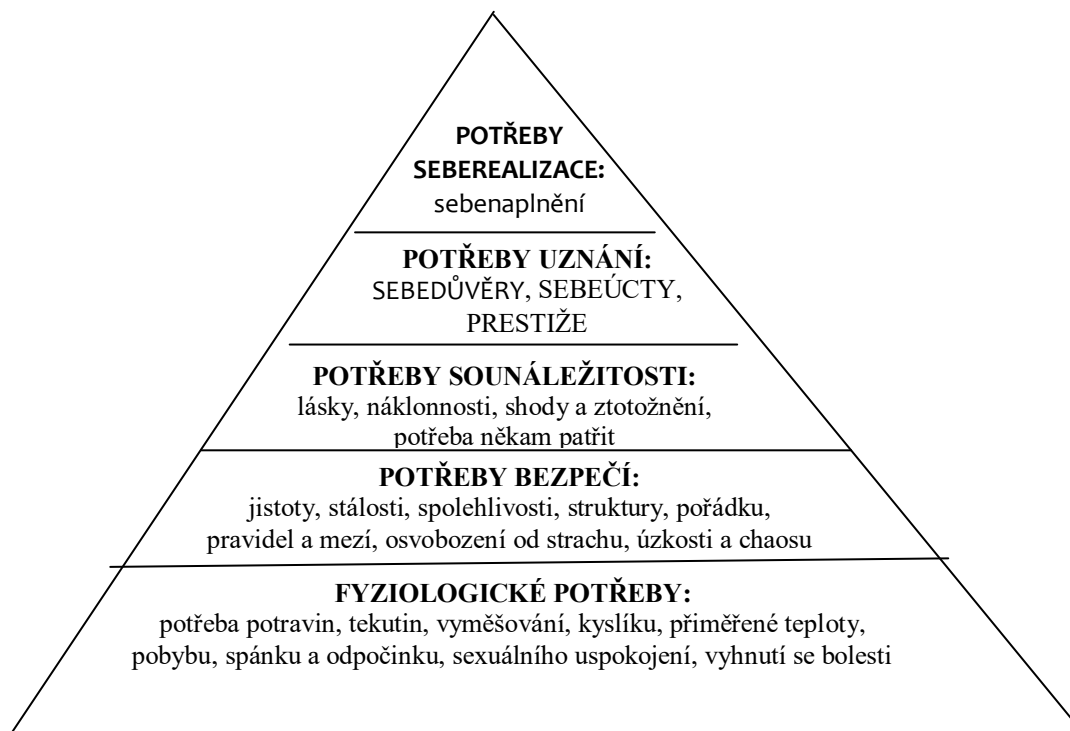 POTŘEBY
SEBEREALIZACE:
sebenaplnění
POTŘEBY UZNÁNÍ:
SEBEDŮVĚRY, SEBEÚCTY,
PRESTIŽE
POTŘEBY SOUNÁLEŽITOSTI:
lásky, náklonnosti, shody a ztotožnění,
potřeba někam patřit
POTŘEBY BEZPEČÍ:
jistoty, stálosti, spolehlivosti, struktury, pořádku,
pravidel a mezí, osvobození od strachu, úzkosti a chaosu
FYZIOLOGICKÉ POTŘEBY:
potřeba potravin, tekutin, vyměšování, kyslíku, přiměřené teploty,
pobybu, spánku a odpočinku, sexuálního uspokojení, vyhnutí se bolesti